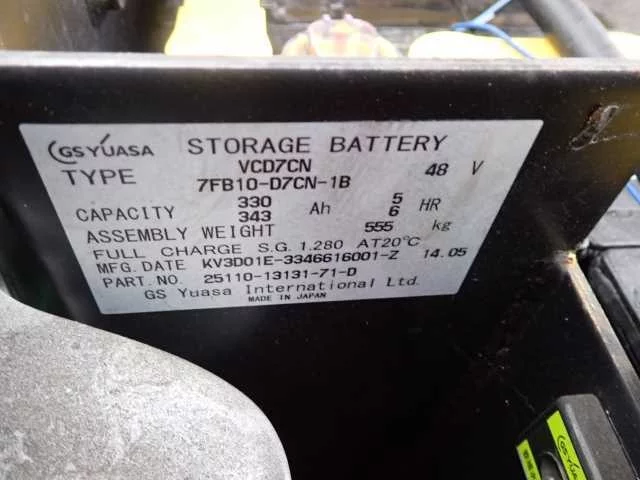 GS YUASA STORAGE BATTERY
TYPE VCD7CN 48 V
7FB10-D7CN-1B
CAPACITY 330 Ah 5 HR
343 6
ASSEMBLY WEIGHT 555 kg
FULL CHARGE S.G. 1.280 AT20°C
MFG. DATE KV3D01E-3346616001-Z 14.05
PART.NO. 25110-13131-71-D
GS Yuasa International Ltd.
MADE IN JAPAN
GS YUASA